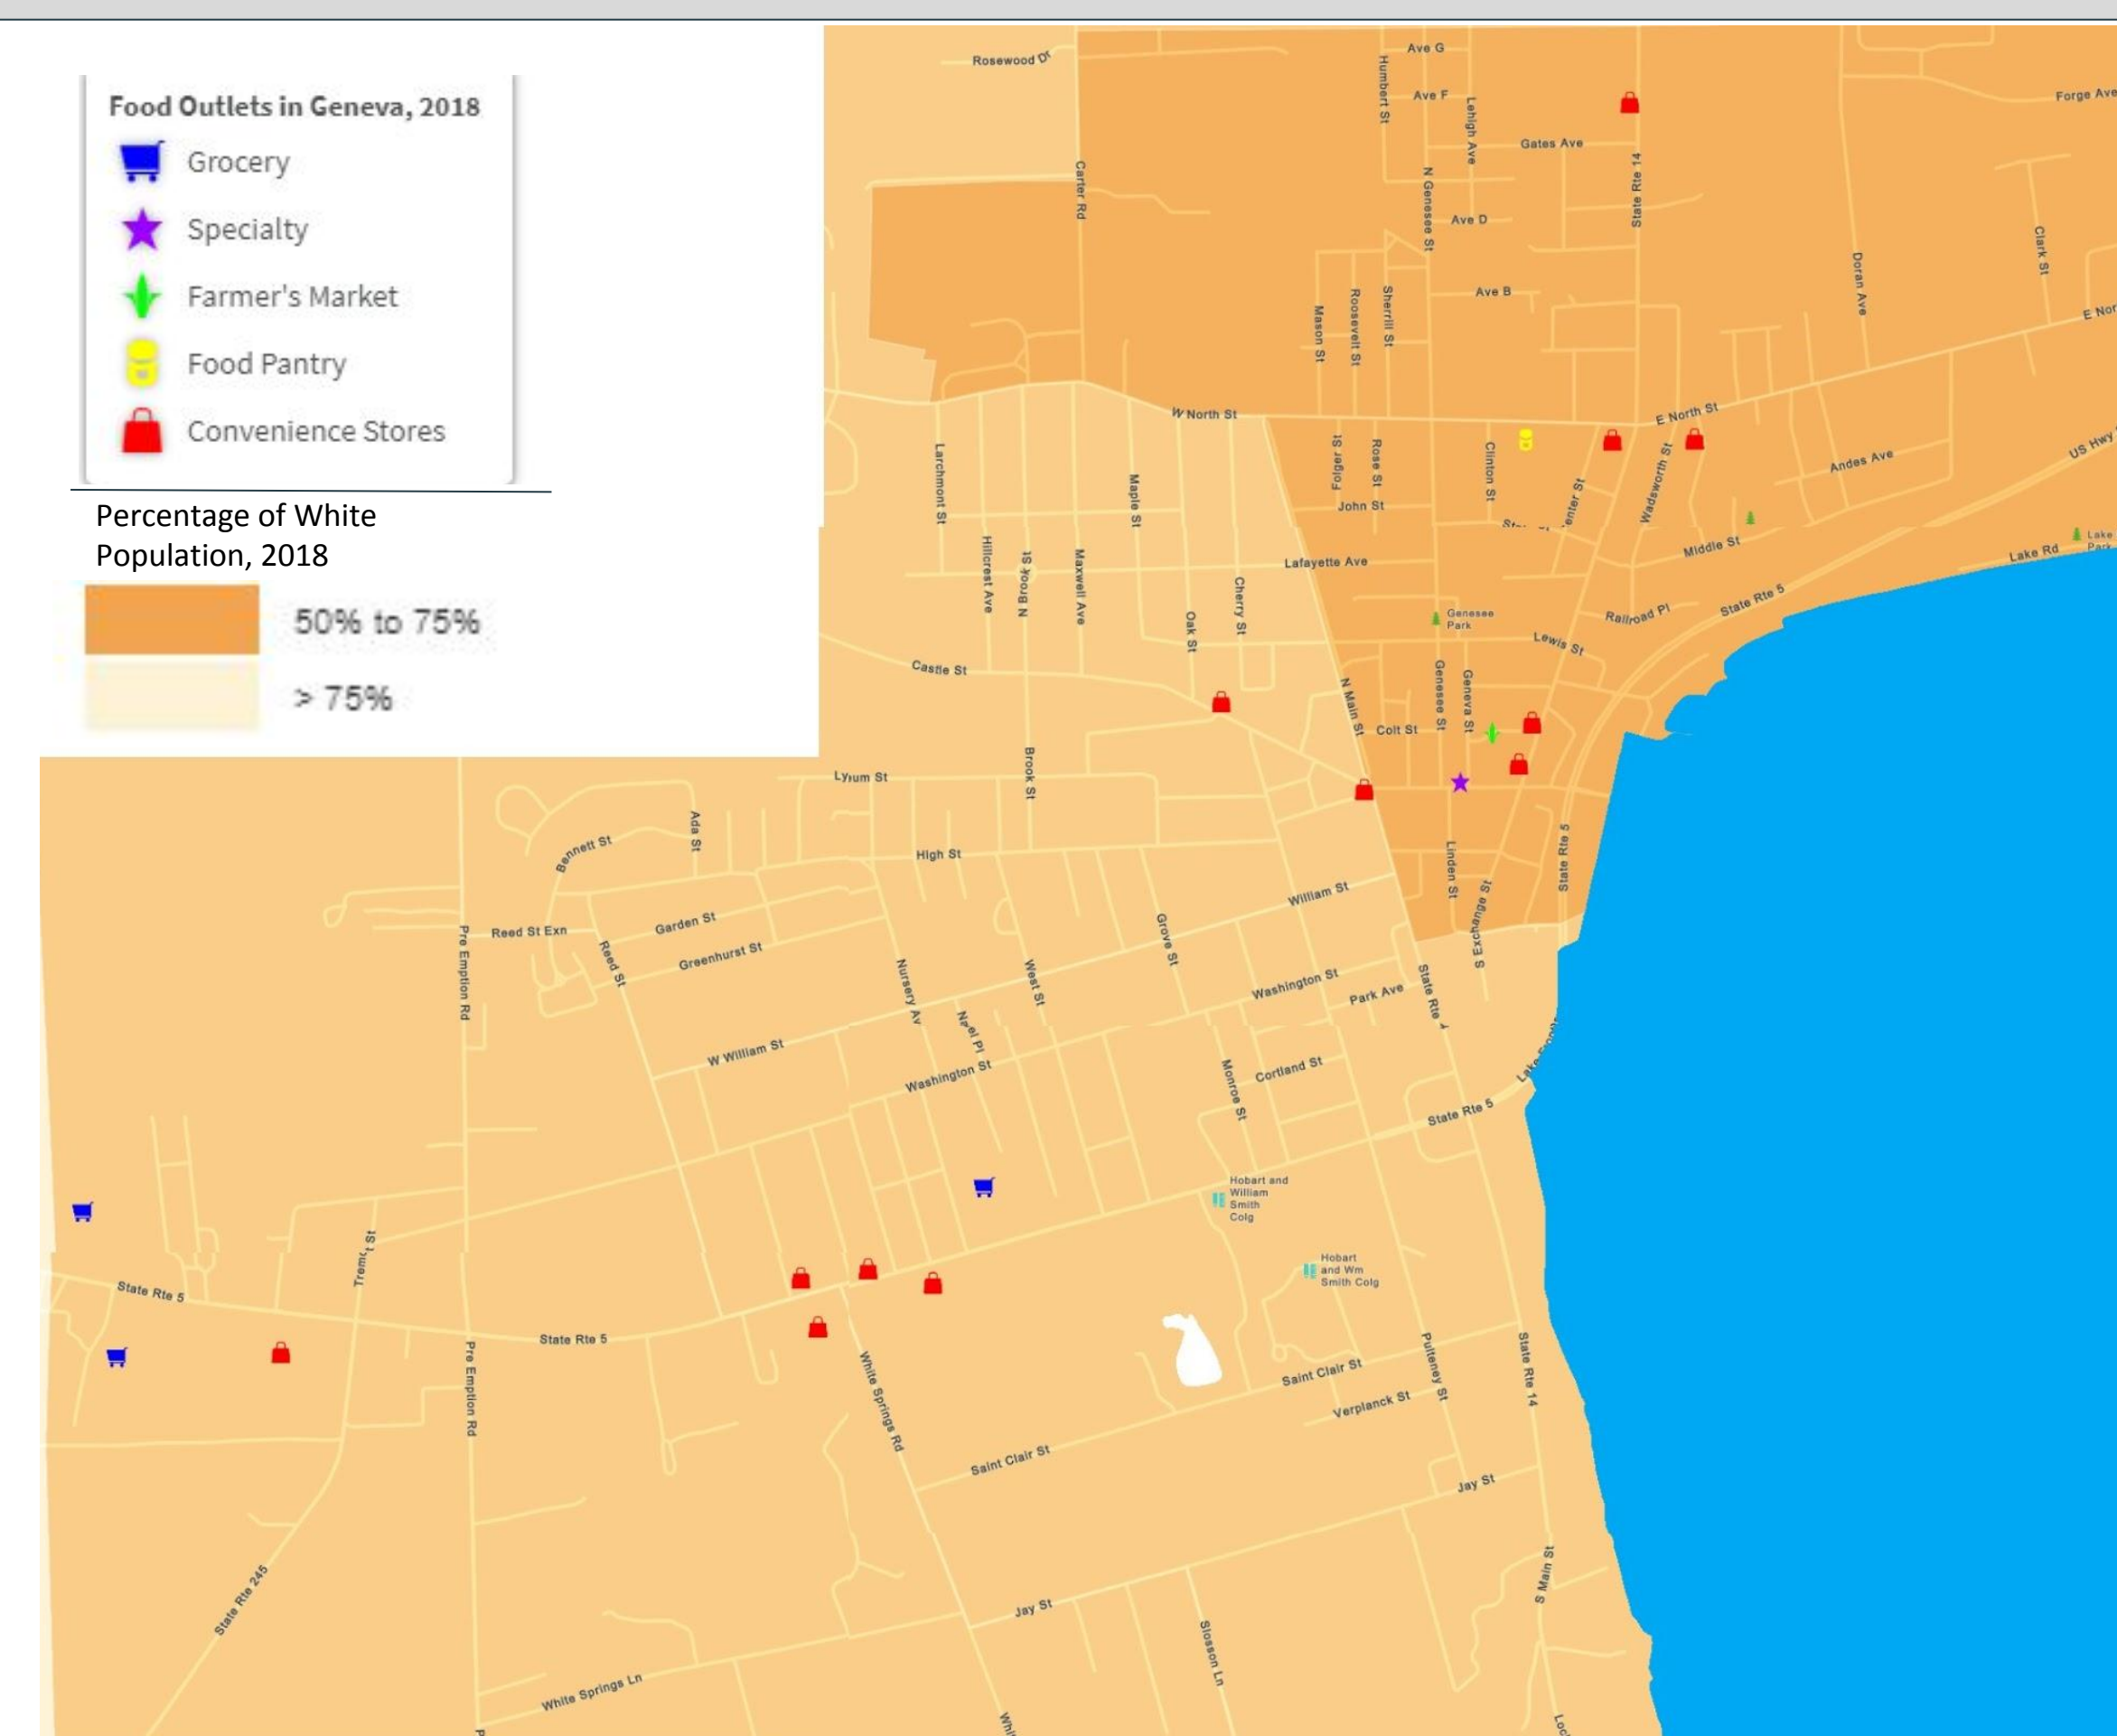 Food Outlets in Geneva, 2018
Grocery
Specialty
Farmer's Market
Food Pantry
Convenience Stores
Percentage of White
Population, 2018
50% to 75%
> 75%
Rosewood Dr
Ave G
Humbert St
Ave F
Lehigh Ave
Forge Ave
Gates Ave
Carter Rd
State Rte 14
N Genesee St
Ave D
Clark St
Doran Ave
Ave B
Mason St
Roosevelt St
Sherrill St
E Nor
W North St
E North St
US Hwy
Larchmont St
Folger St
Rose St
Clinton St
Wadsworth St
Andes Ave
Maple St
John St
enter St
Middle St
Lake
Park
Lake Rd
Hillcrest Ave
N Brook St
Maxwell Ave
Lafayette Ave
Cherry St
Oak St
Genesee
Park
Railroad Pl
State Rte 5
Lewis St
Castle St
N Main St
Genesee St
Geneva St
Colt St
Brook St
Lyceum St
Ada St
Bennett St
High St
Linden St
State Rte 5
William St
Garden St
Reed St Exn
Greenhurst St
Reed St
Pre Emption Rd
Grove St
S Exchange St
Nursery Av
West St
Washington St
Park Ave
State Rte
W William St
Washington St
Monroe St
Cortland St
State Rte 5
Hobart and
William
Smith
Colg
Hobart
and Wm
Smith Colg
State Rte 5
State Rte 5
Pre Emption Rd
White Springs Rd
Saint Clair St
Pulteney St
State Rte 14
Verplanck St
Saint Clair St
Jay St
State Rte 245
S Main St
Jay St
Slosson Ln
White Springs Ln
Whi
Loc
P